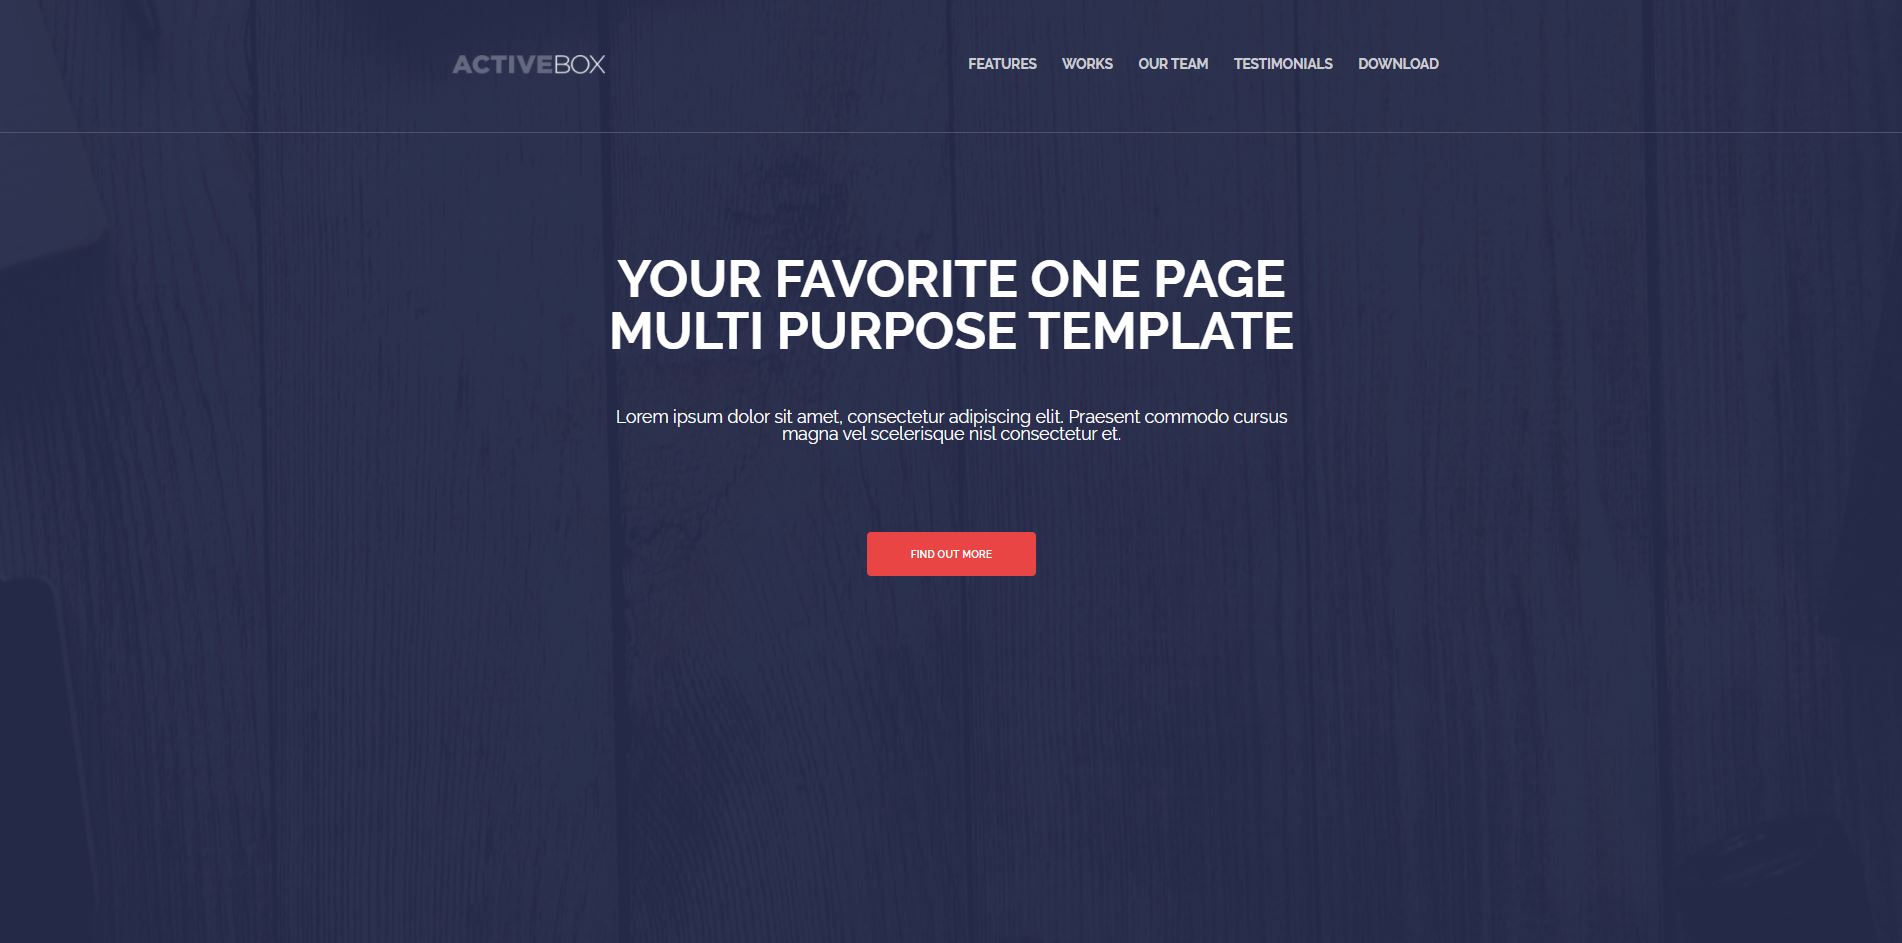 ACTIVEBOX
FEATURES WORKS OUR TEAM TESTIMONIALS DOWNLOAD
YOUR FAVORITE ONE PAGE
MULTI PURPOSE TEMPLATE
Lorem ipsum dolor sit amet, consectetur adipiscing elit. Praesent commodo cursus
magna vel scelerisque nisl consectetur et.
FIND OUT MORE